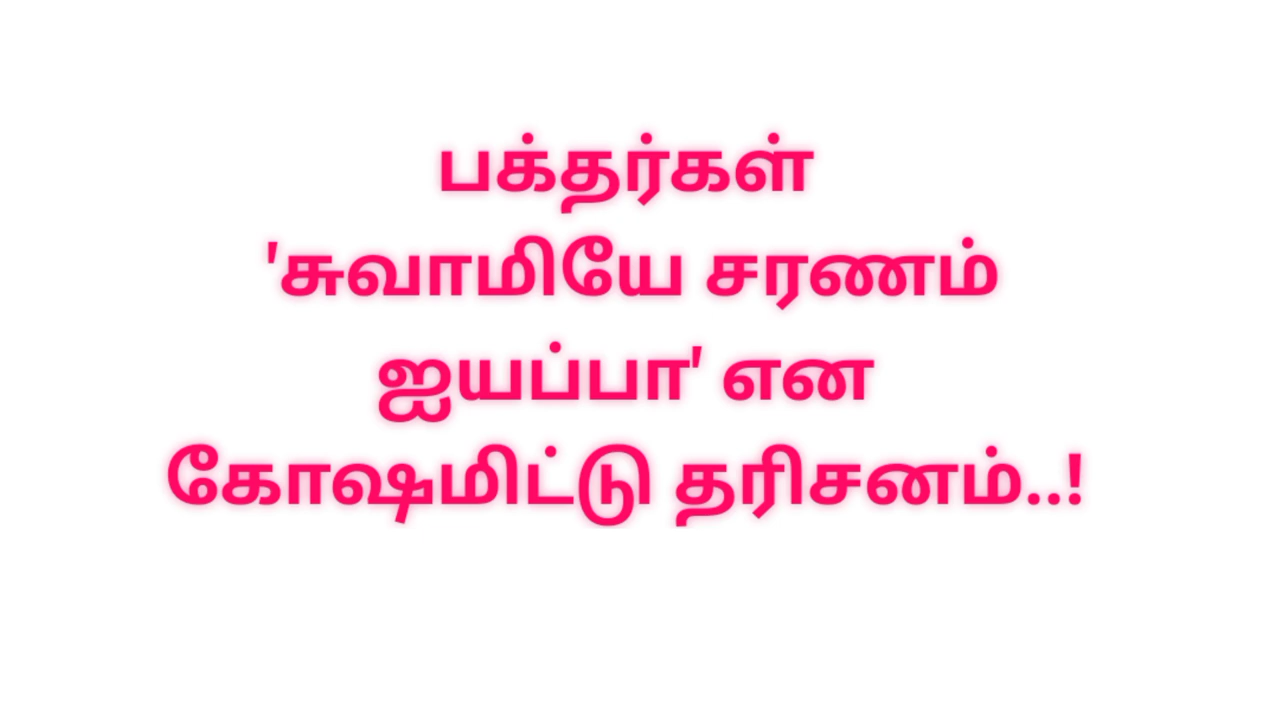 பக்தர்கள்
'சுவாமியே சரணம்
ஐயப்பா' என
கோஷமிட்டு தரிசனம்..!